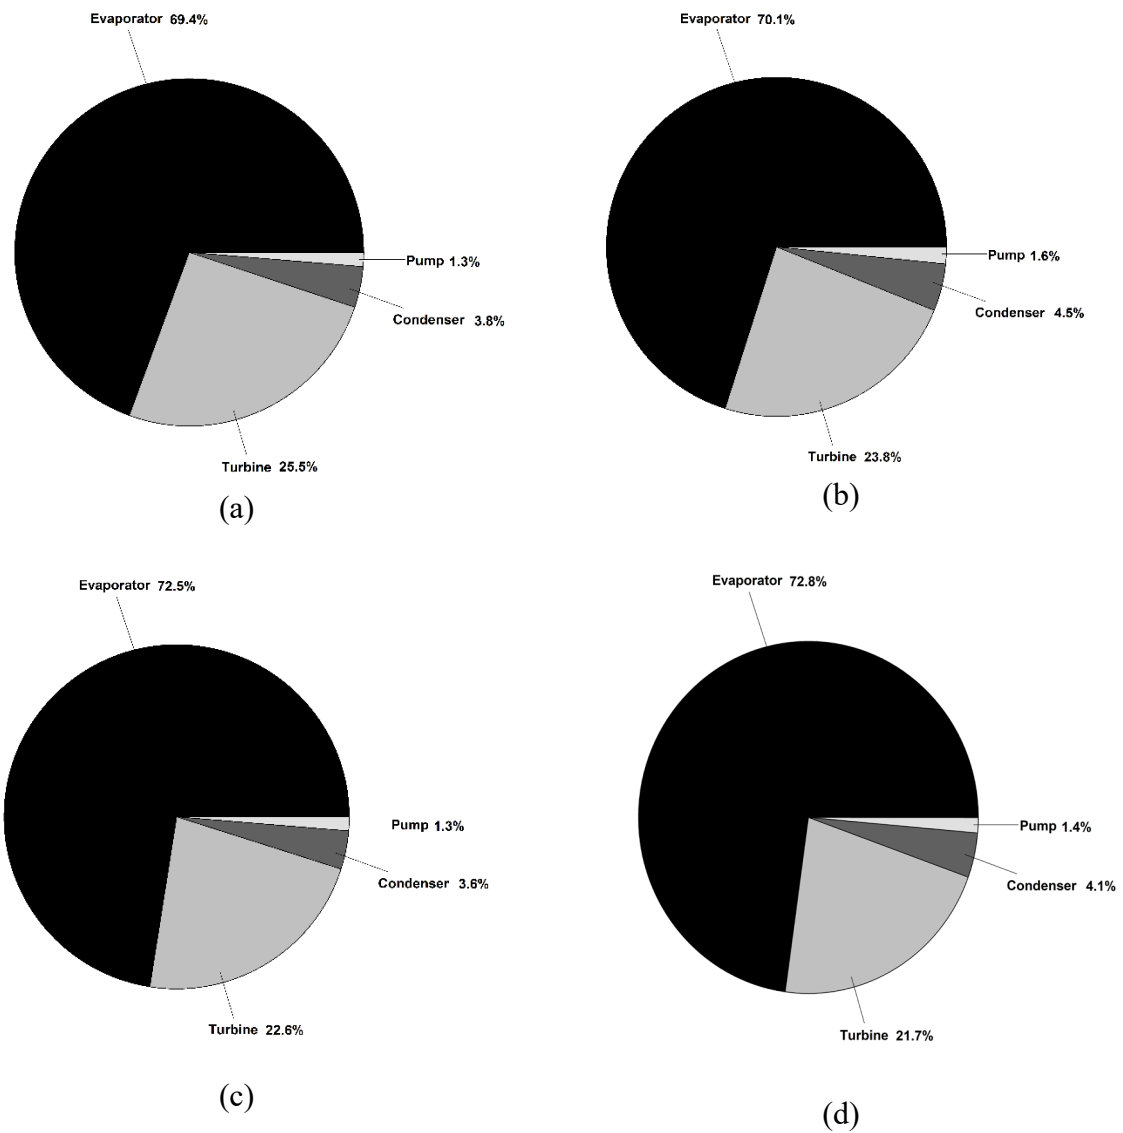 Evaporator 69.4%
Pump 1.3%
Condenser 3.8%
Turbine 25.5%
(a)
Evaporator 70.1%
Pump 1.6%
Condenser 4.5%
Turbine 23.8%
(b)
Evaporator 72.5%
Pump 1.3%
Condenser 3.6%
Turbine 22.6%
(c)
Evaporator 72.8%
Pump 1.4%
Condenser 4.1%
Turbine 21.7%
(d)